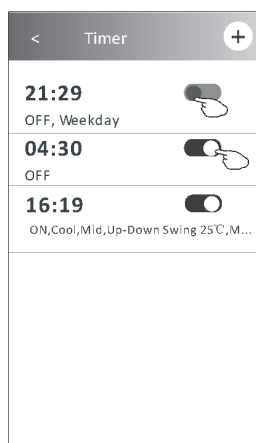 < Timer +
21:29
OFF, Weekday
04:30
OFF
16:19
ON,Cool,Mid,Up-Down Swing 25℃,M...